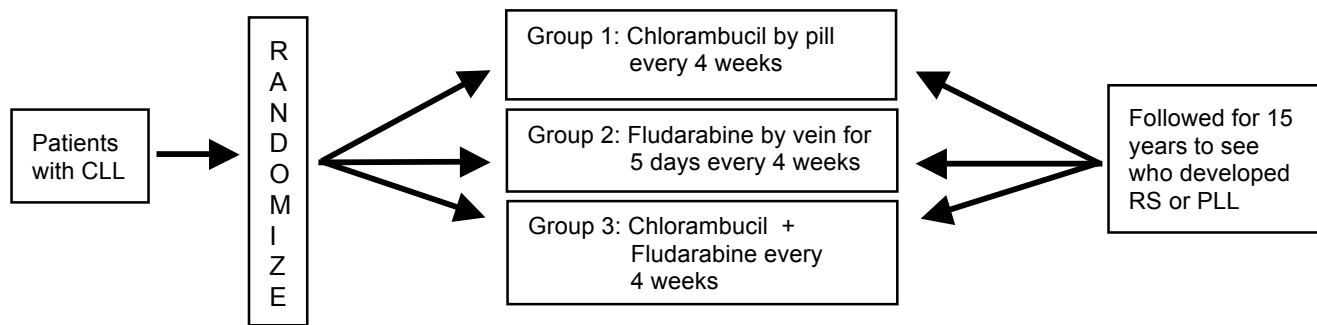 Patients
with CLL
R
A
N
D
O
M
I
Z
E
Group 1: Chlorambucil by pill
every 4 weeks
Group 2: Fludarabine by vein for
5 days every 4 weeks
Group 3: Chlorambucil +
Fludarabine every
4 weeks
Followed for 15
years to see
who developed
RS or PLL